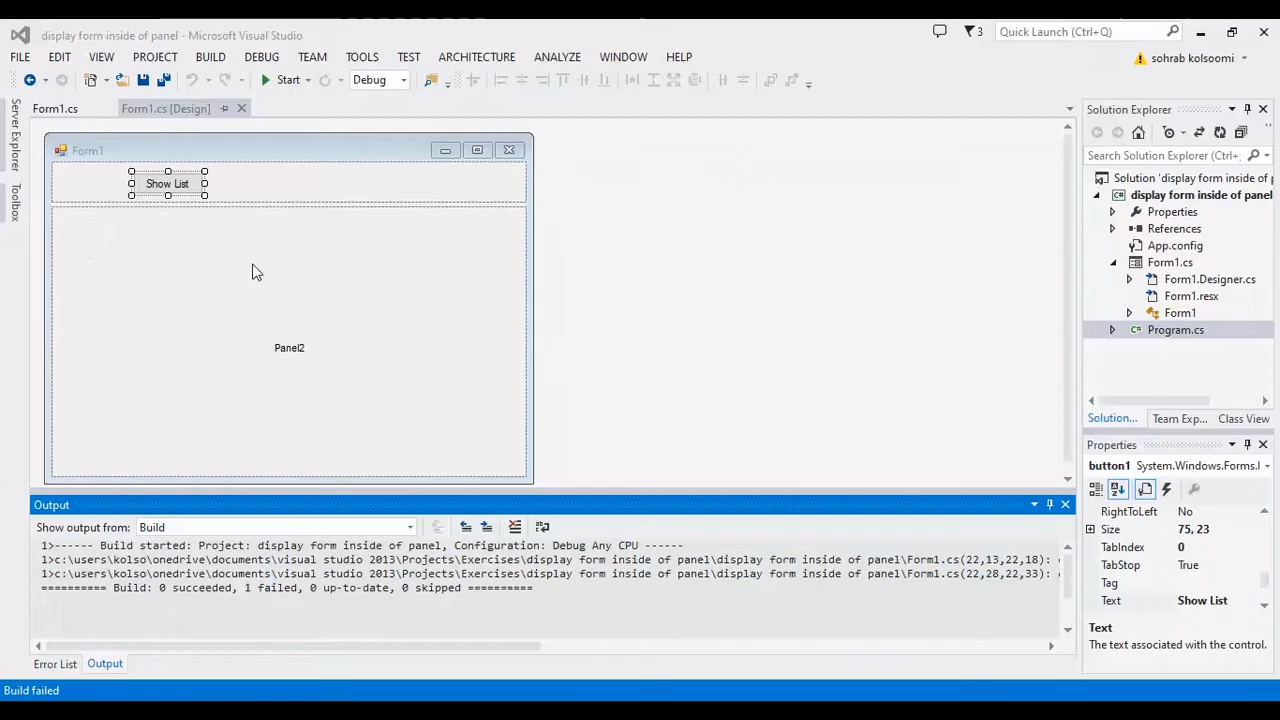 display form inside of panel - Microsoft Visual Studio
3
Quick Launch (Ctrl+Q)
FILE EDIT VIEW PROJECT BUILD DEBUG TEAM TOOLS TEST ARCHITECTURE ANALYZE WINDOW HELP
sohrab kolsoomi
Start
Debug
Form1.cs
Form1.cs [Design]
Server Explorer
Toolbox
Form1
Show List
Panel2
Solution Explorer
Search Solution Explorer (Ctrl+;
Solution 'display form inside of p
display form inside of panel
Properties
References
App.config
Form1.cs
Form1.Designer.cs
Form1.resx
Form1
Program.cs
Solution... Team Exp... Class View
Properties
button1 System.Windows.Forms.
RightToLeft No
Size 75, 23
TabIndex 0
TabStop True
Tag
Text Show List
Text
The text associated with the control.
Output
Show output from: Build
1>------ Build started: Project: display form inside of panel, Configuration: Debug Any CPU ------
1>c:\users\kolso\onedrive\documents\visual studio 2013\Projects\Exercises\display form inside of panel\display form inside of panel\Form1.cs(22,13,22,18):
1>c:\users\kolso\onedrive\documents\visual studio 2013\Projects\Exercises\display form inside of panel\display form inside of panel\Form1.cs(22,28,22,33):
========== Build: 0 succeeded, 1 failed, 0 up-to-date, 0 skipped ==========
Error List Output
Build failed